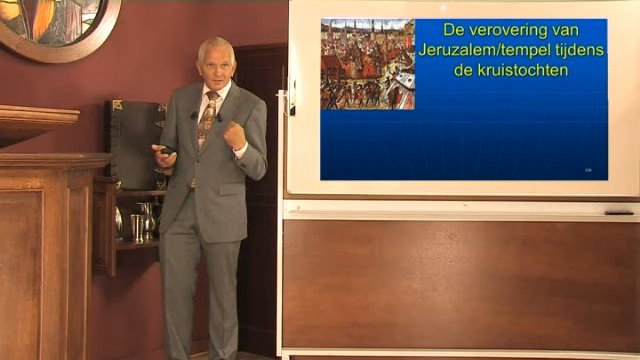 De verovering van
Jeruzalem/tempel tijdens
de kruistochten